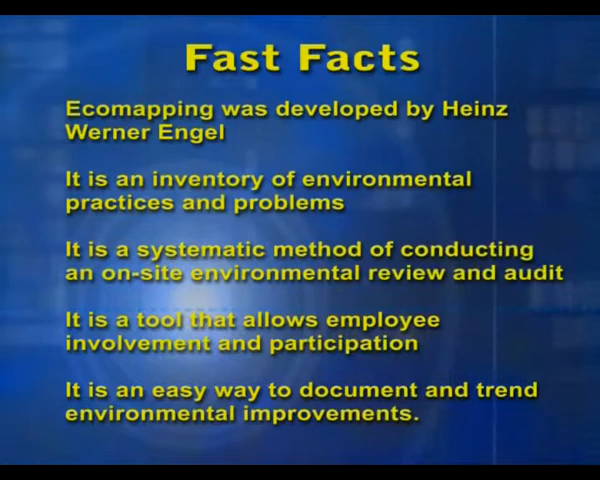 Fast Facts
Ecomapping was developed by Heinz
Werner Engel
It is an inventory of environmental
practices and problems
It is a systematic method of conducting
an on-site environmental review and audit
It is a tool that allows employee
involvement and participation
It is an easy way to document and trend
environmental improvements.